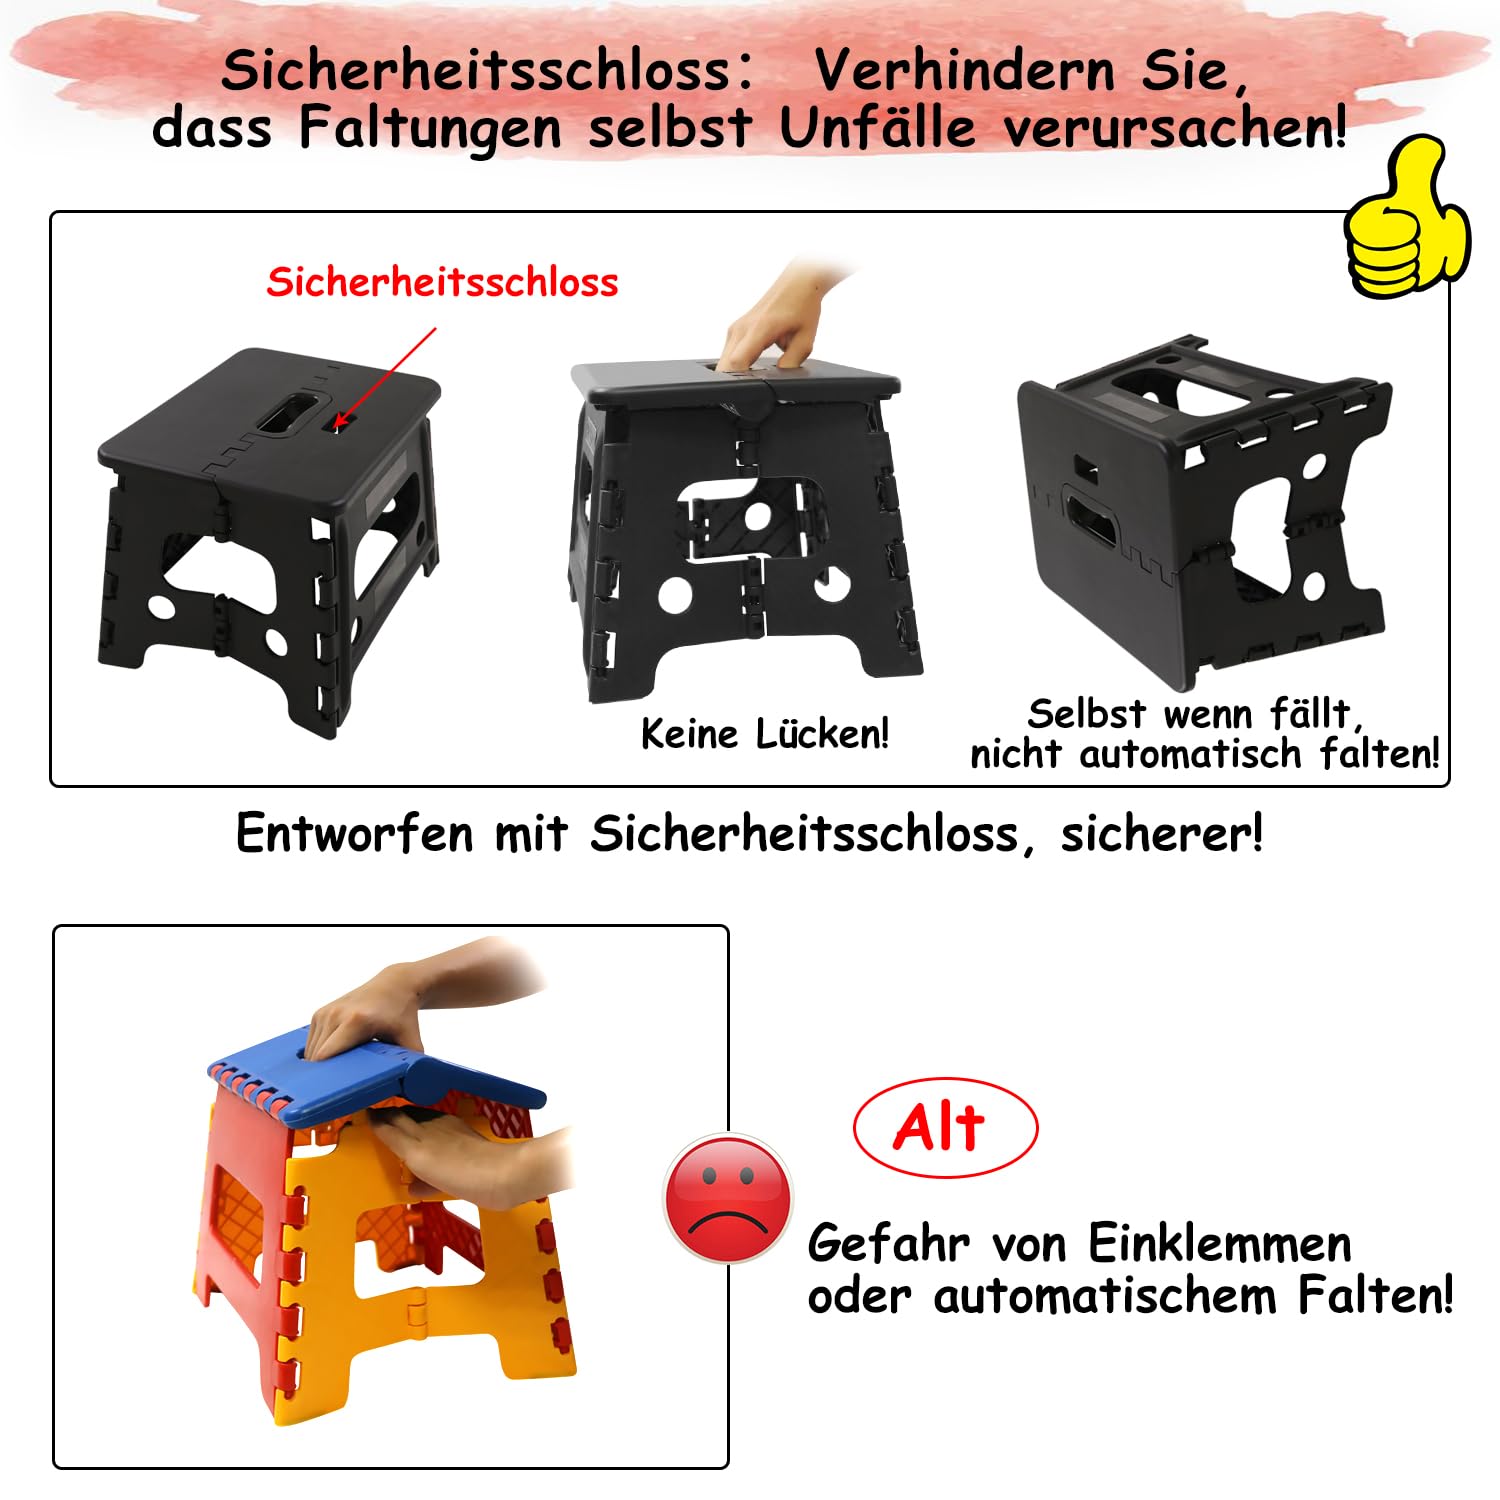 Sicherheitsschloss: Verhindern Sie,
dass Faltungen selbst Unfälle verursachen!
Sicherheitsschloss
Keine Lücken!
Selbst wenn fällt,
nicht automatisch falten!
Entworfen mit Sicherheitsschloss, sicherer!
Alt
Gefahr von Einklemmen
oder automatischem Falten!